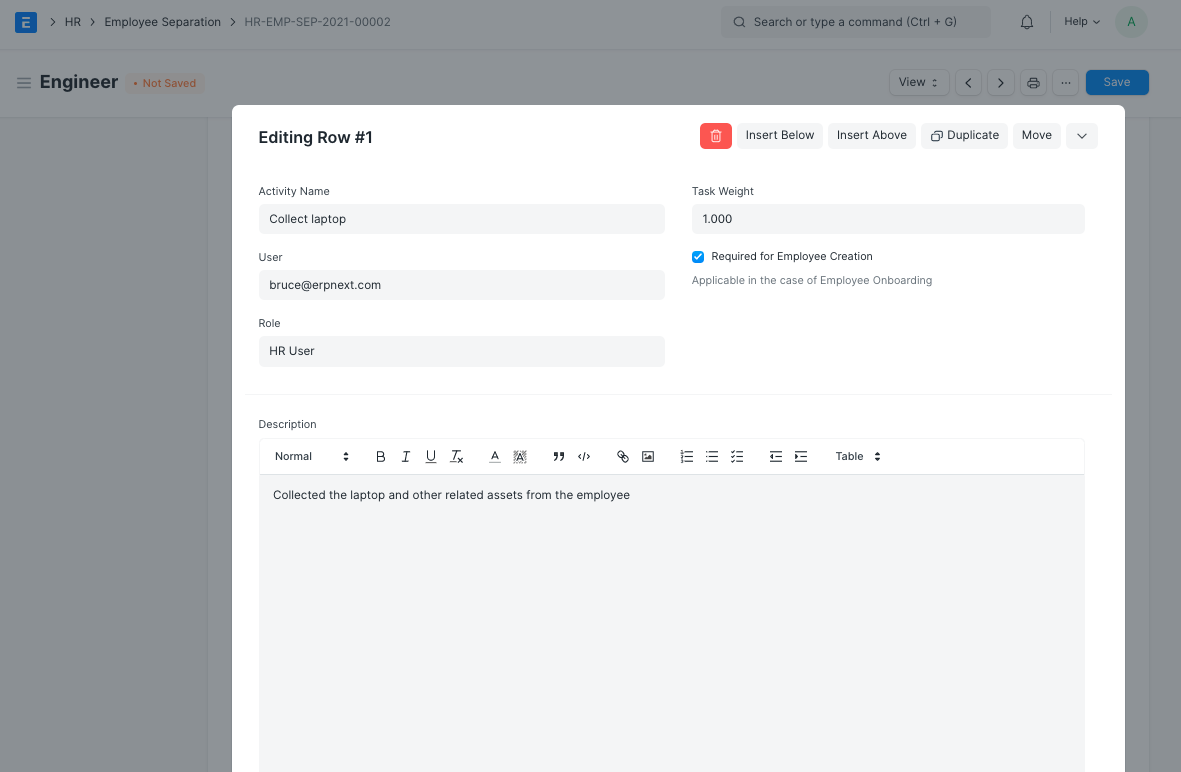 E HR Employee Separation HR-EMP-SEP-2021-00002 Search or type a command (Ctrl + G) Help A
Engineer • Not Saved View ... Save
Editing Row #1 Insert Below Insert Above Duplicate Move
Activity Name Task Weight
Collect laptop 1.000
User Required for Employee Creation
bruce@erpnext.com Applicable in the case of Employee Onboarding
Role
HR User
Description
Normal B I U Tx A A </> Table
Collected the laptop and other related assets from the employee